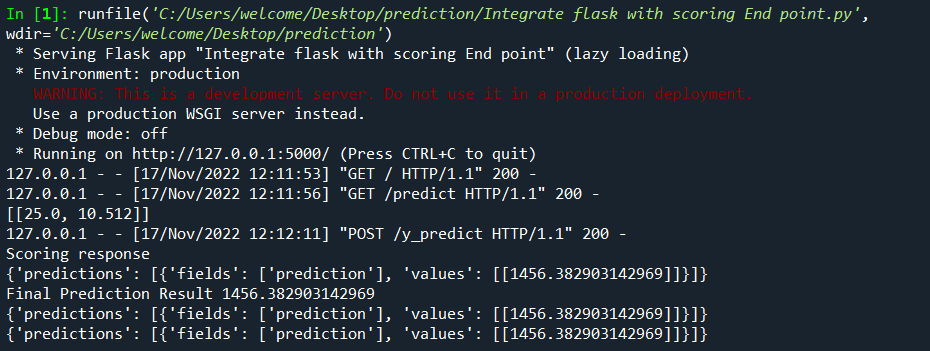 In [1]: runfile('C:/Users/welcome/Desktop/prediction/Integrate flask with scoring End point.py',
wdir='C:/Users/welcome/Desktop/prediction')
 * Serving Flask app "Integrate flask with scoring End point" (lazy loading)
 * Environment: production
   WARNING: This is a development server. Do not use it in a production deployment.
   Use a production WSGI server instead.
 * Debug mode: off
 * Running on http://127.0.0.1:5000/ (Press CTRL+C to quit)
127.0.0.1 - - [17/Nov/2022 12:11:53] "GET / HTTP/1.1" 200 -
127.0.0.1 - - [17/Nov/2022 12:11:56] "GET /predict HTTP/1.1" 200 -
[[25.0, 10.512]]
127.0.0.1 - - [17/Nov/2022 12:12:11] "POST /y_predict HTTP/1.1" 200 -
Scoring response
{'predictions': [{'fields': ['prediction'], 'values': [[1456.382903142969]]}]}
Final Prediction Result 1456.382903142969
{'predictions': [{'fields': ['prediction'], 'values': [[1456.382903142969]]}]}
{'predictions': [{'fields': ['prediction'], 'values': [[1456.382903142969]]}]}